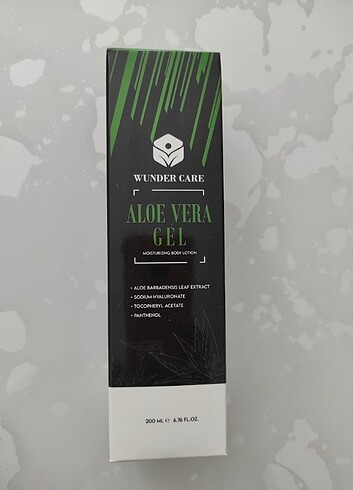 WUNDER CARE
ALOE VERA
GEL
MOISTURIZING BODY LOTION
• ALOE BARBADENSIS LEAF EXTRACT
• SODIUM HYALURONATE
• TOCOPHERYL ACETATE
• PANTHENOL
200 ML ℮ 6.76 FL.OZ.